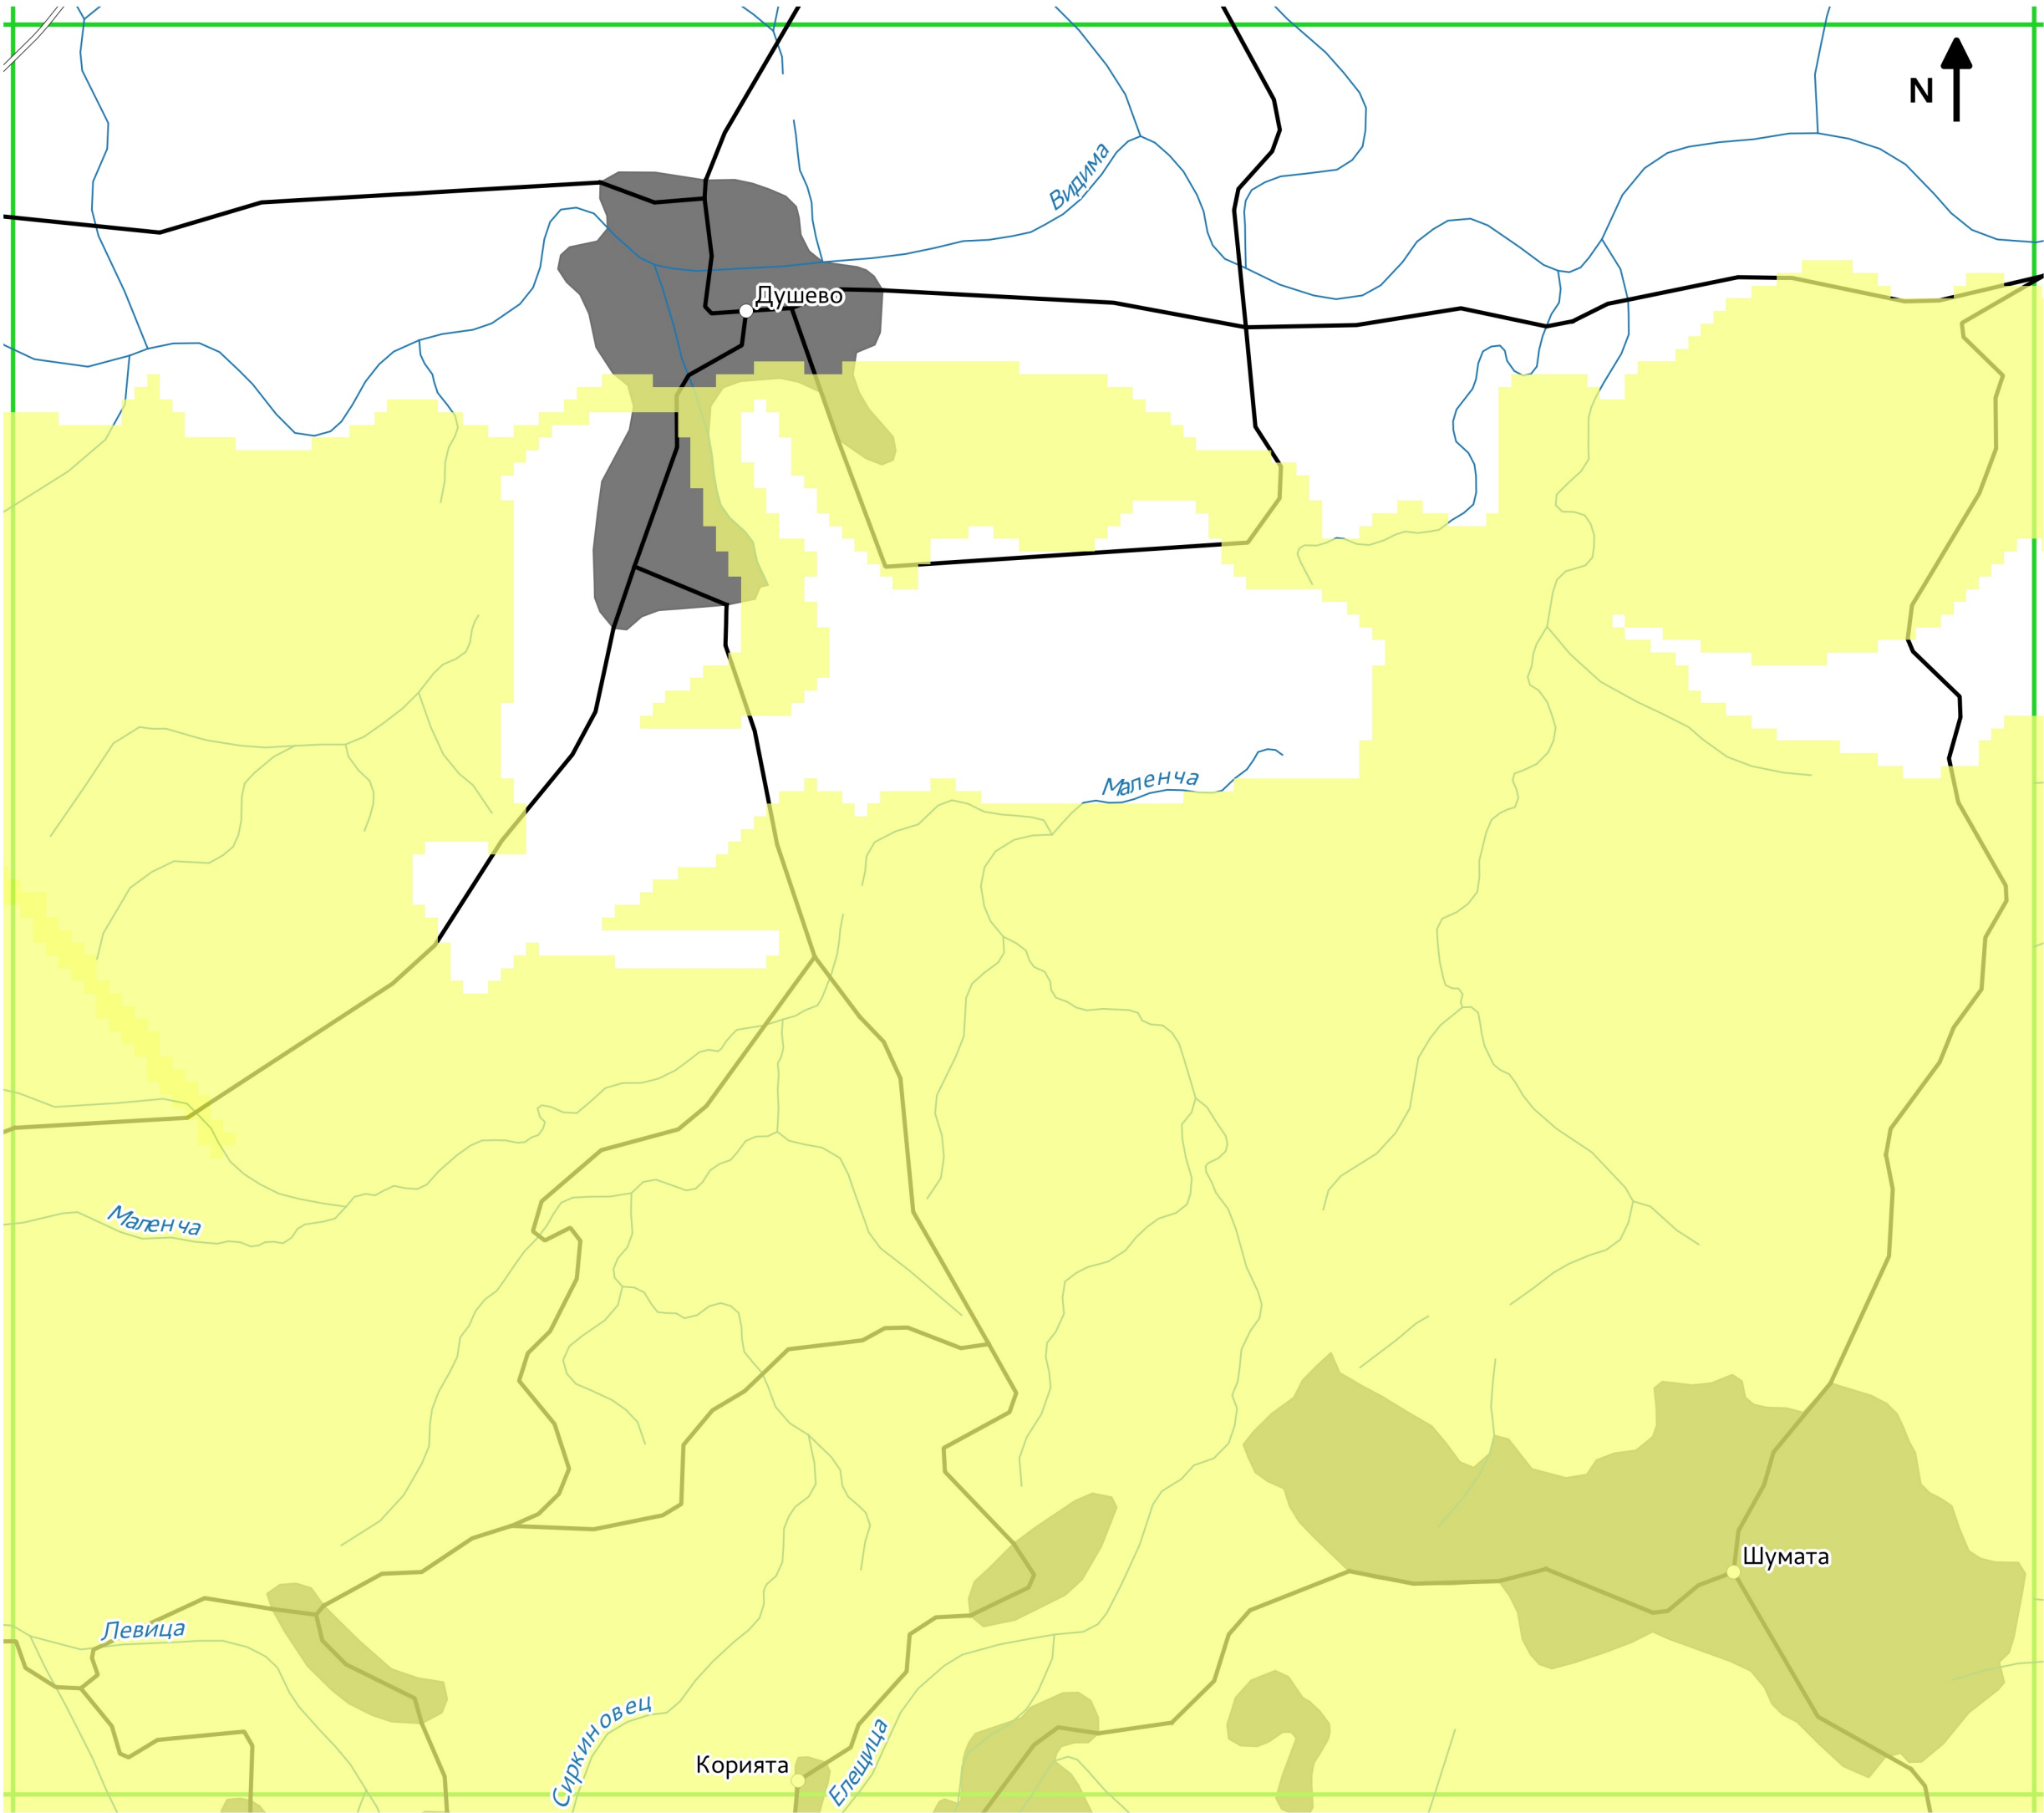 N
Видима
Душево
Маленча
Маленча
Шумата
Левица
Сиркиновец
Корията
Елещица